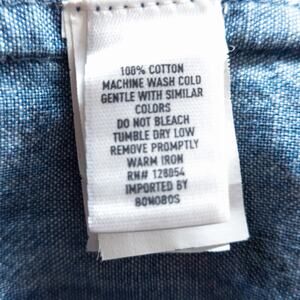 100% COTTON
MACHINE WASH COLD
GENTLE WITH SIMILAR
COLORS
DO NOT BLEACH
TUMBLE DRY LOW
REMOVE PROMPTLY
WARM IRON
RN# 128054
IMPORTED BY
BONOBOS